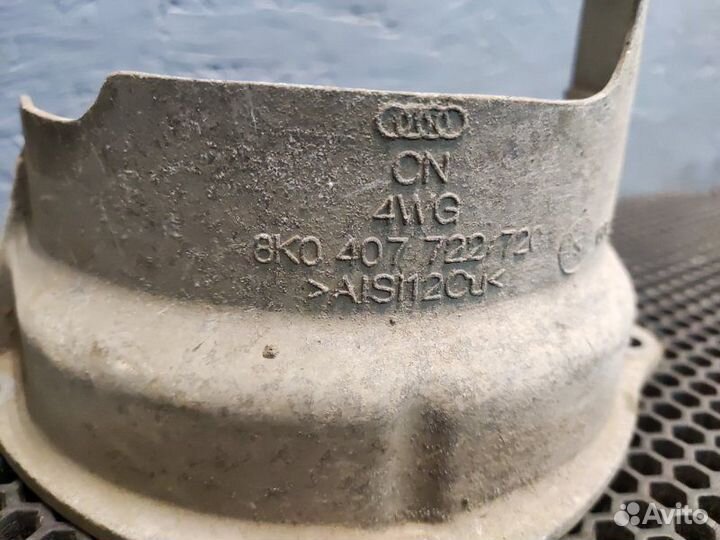 CN
4WG
8K0 407 722 72
>AlSi12Cu<
Avito